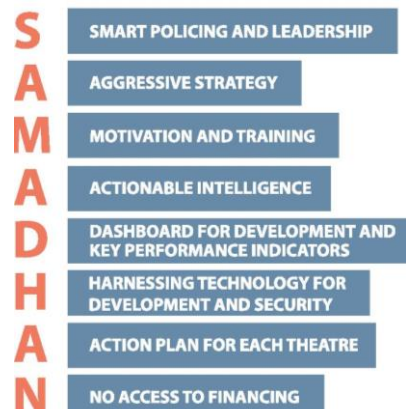 S SMART POLICING AND LEADERSHIP
A AGGRESSIVE STRATEGY
M MOTIVATION AND TRAINING
A ACTIONABLE INTELLIGENCE
D DASHBOARD FOR DEVELOPMENT AND
KEY PERFORMANCE INDICATORS
H HARNESSING TECHNOLOGY FOR
DEVELOPMENT AND SECURITY
A ACTION PLAN FOR EACH THEATRE
N NO ACCESS TO FINANCING